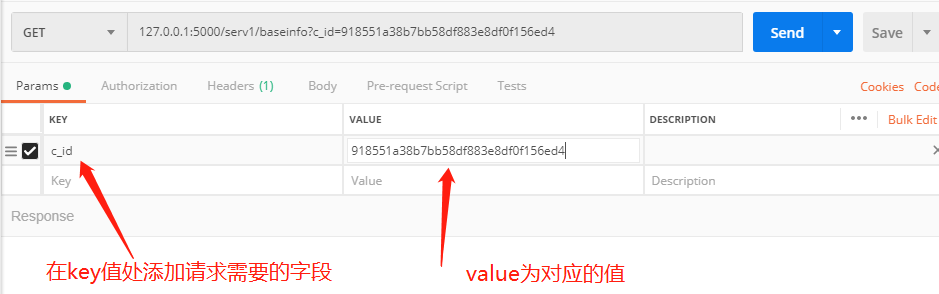 GET 127.0.0.1:5000/serv1/baseinfo?c_id=918551a38b7bb58df883e8df0f156ed4 Send Save
Params Authorization Headers (1) Body Pre-request Script Tests Cookies Code
KEY VALUE DESCRIPTION ••• Bulk Edit
c_id 918551a38b7bb58df883e8df0f156ed4
Key Value Description
Response
在key值处添加请求需要的字段 value为对应的值